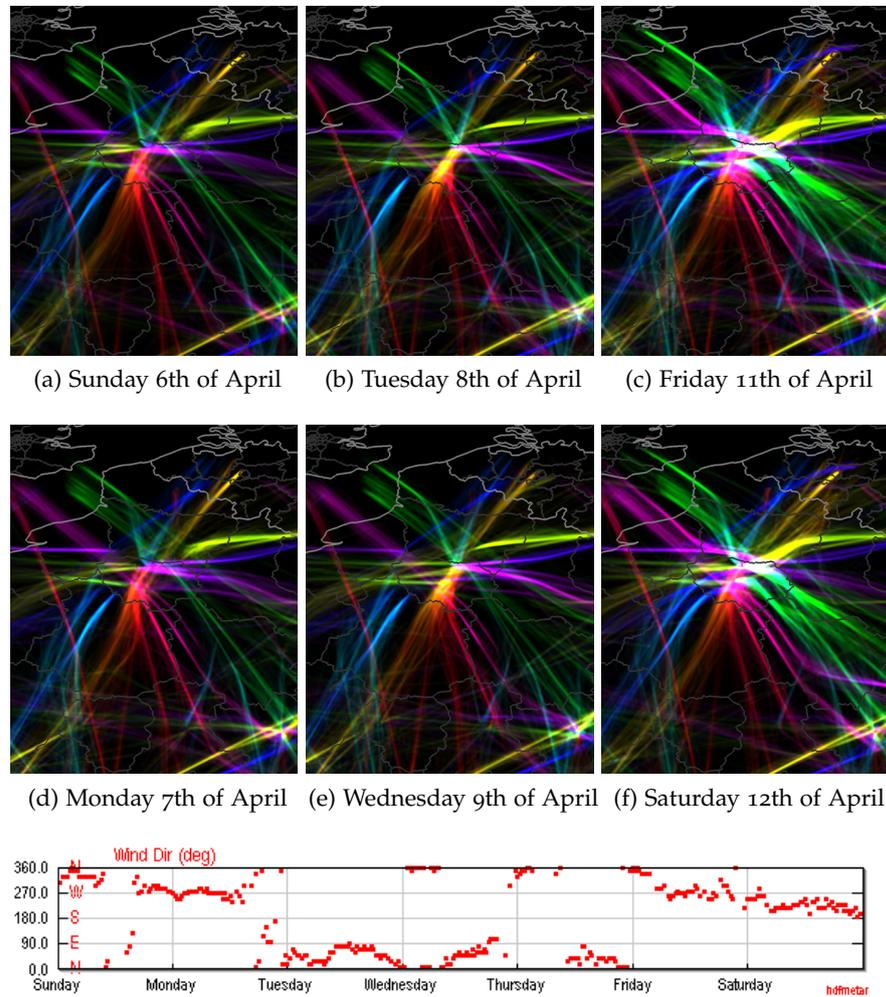 (a) Sunday 6th of April
(b) Tuesday 8th of April
(c) Friday 11th of April
(d) Monday 7th of April
(e) Wednesday 9th of April
(f) Saturday 12th of April
Wind Dir (deg)
360.0 N
270.0 W
180.0 S
90.0 E
0.0 N
Sunday Monday Tuesday Wednesday Thursday Friday Saturday
hdfmetar